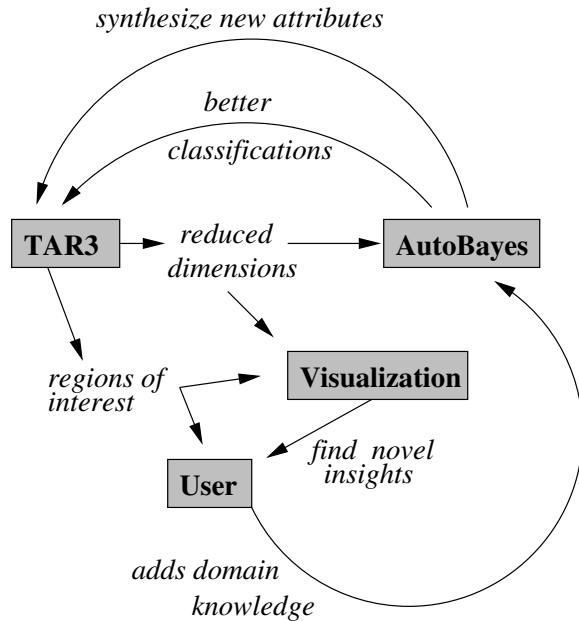 synthesize new attributes
better
classifications
TAR3
reduced
dimensions
AutoBayes
regions of
interest
Visualization
find novel
insights
User
adds domain
knowledge